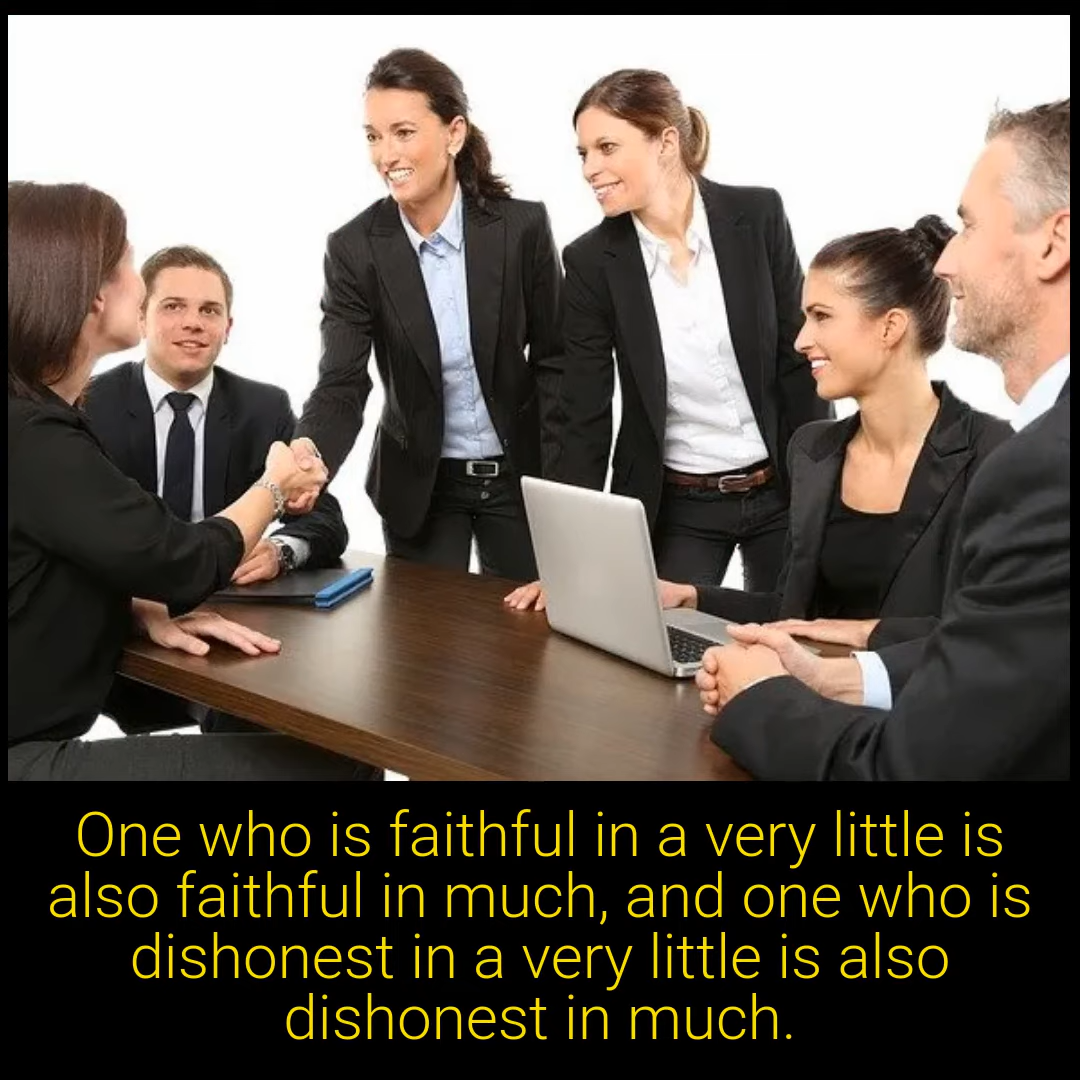 One who is faithful in a very little is
also faithful in much, and one who is
dishonest in a very little is also
dishonest in much.